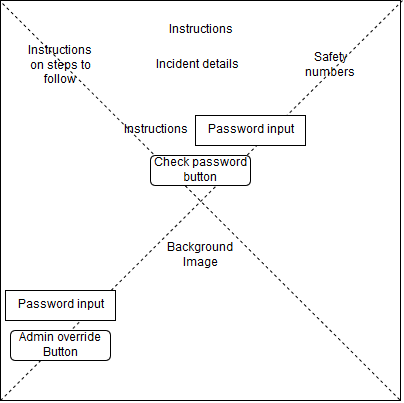 Instructions
Instructions
on steps to
follow
Incident details
Safety
numbers
Instructions
Password input
Check password
button
Background
Image
Password input
Admin override
Button